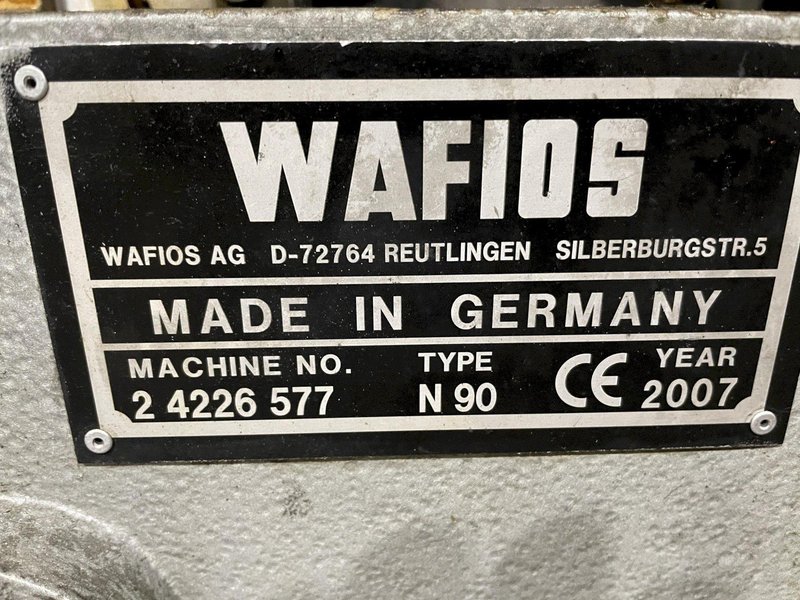 WAFIOS
WAFIOS AG D-72764 REUTLINGEN SILBERBURGSTR.5
MADE IN GERMANY
MACHINE NO. TYPE CE YEAR
2 4226 577 N 90 2007